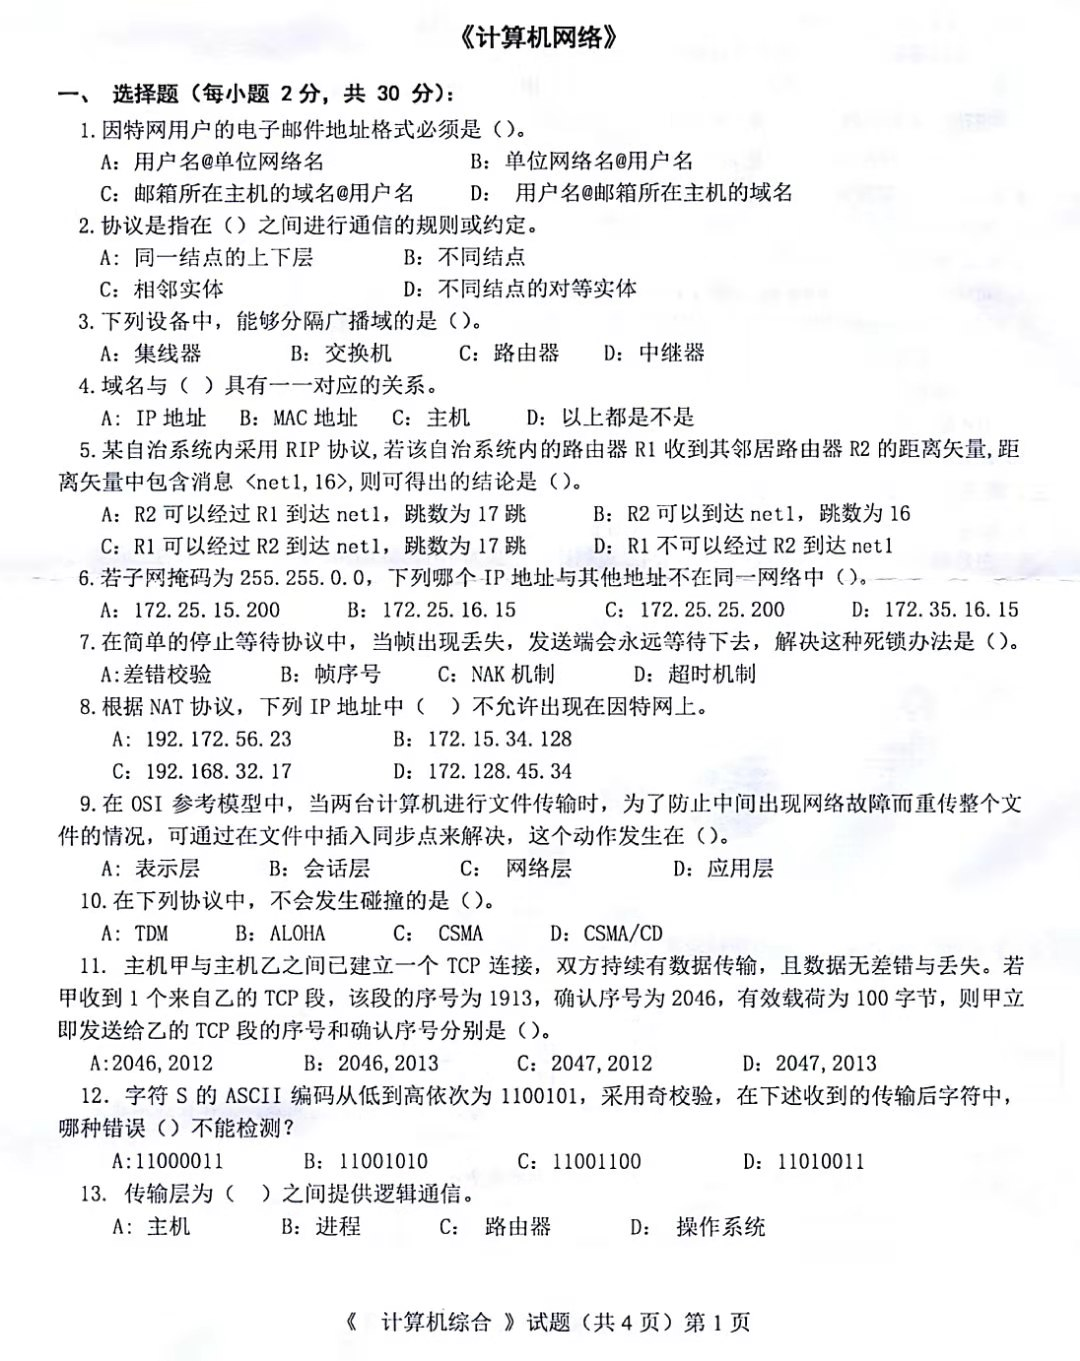 《计算机网络》
一、 选择题（每小题 2 分，共 30 分）：
1.因特网用户的电子邮件地址格式必须是（）。
A：用户名@单位网络名 B：单位网络名@用户名
C：邮箱所在主机的域名@用户名 D： 用户名@邮箱所在主机的域名
2.协议是指在（）之间进行通信的规则或约定。
A：同一结点的上下层 B：不同结点
C：相邻实体 D：不同结点的对等实体
3.下列设备中，能够分隔广播域的是（）。
A：集线器 B：交换机 C：路由器 D：中继器
4.域名与（ ）具有一一对应的关系。
A：IP 地址 B：MAC 地址 C：主机 D：以上都是不是
5.某自治系统内采用 RIP 协议,若该自治系统内的路由器 R1 收到其邻居路由器 R2 的距离矢量,距
离矢量中包含消息 <net1,16>,则可得出的结论是（）。
A：R2 可以经过 R1 到达 net1，跳数为 17 跳 B：R2 可以到达 net1，跳数为 16
C：R1 可以经过 R2 到达 net1，跳数为 17 跳 D：R1 不可以经过 R2 到达 net1
6.若子网掩码为 255.255.0.0，下列哪个 IP 地址与其他地址不在同一网络中（）。
A：172.25.15.200 B：172.25.16.15 C：172.25.25.200 D：172.35.16.15
7.在简单的停止等待协议中，当帧出现丢失，发送端会永远等待下去，解决这种死锁办法是（）。
A:差错校验 B：帧序号 C：NAK 机制 D：超时机制
8.根据 NAT 协议，下列 IP 地址中（ ）不允许出现在因特网上。
A：192.172.56.23 B：172.15.34.128
C：192.168.32.17 D：172.128.45.34
9.在 OSI 参考模型中，当两台计算机进行文件传输时，为了防止中间出现网络故障而重传整个文
件的情况，可通过在文件中插入同步点来解决，这个动作发生在（）。
A：表示层 B：会话层 C： 网络层 D：应用层
10.在下列协议中，不会发生碰撞的是（）。
A：TDM B：ALOHA C： CSMA D：CSMA/CD
11. 主机甲与主机乙之间已建立一个 TCP 连接，双方持续有数据传输，且数据无差错与丢失。若
甲收到 1 个来自乙的 TCP 段，该段的序号为 1913，确认序号为 2046，有效载荷为 100 字节，则甲立
即发送给乙的 TCP 段的序号和确认序号分别是（）。
A:2046,2012 B：2046,2013 C：2047,2012 D：2047,2013
12．字符 S 的 ASCII 编码从低到高依次为 1100101，采用奇校验，在下述收到的传输后字符中，
哪种错误（）不能检测？
A:11000011 B：11001010 C：11001100 D：11010011
13. 传输层为（ ）之间提供逻辑通信。
A：主机 B：进程 C： 路由器 D： 操作系统
《 计算机综合 》试题（共 4 页）第 1 页